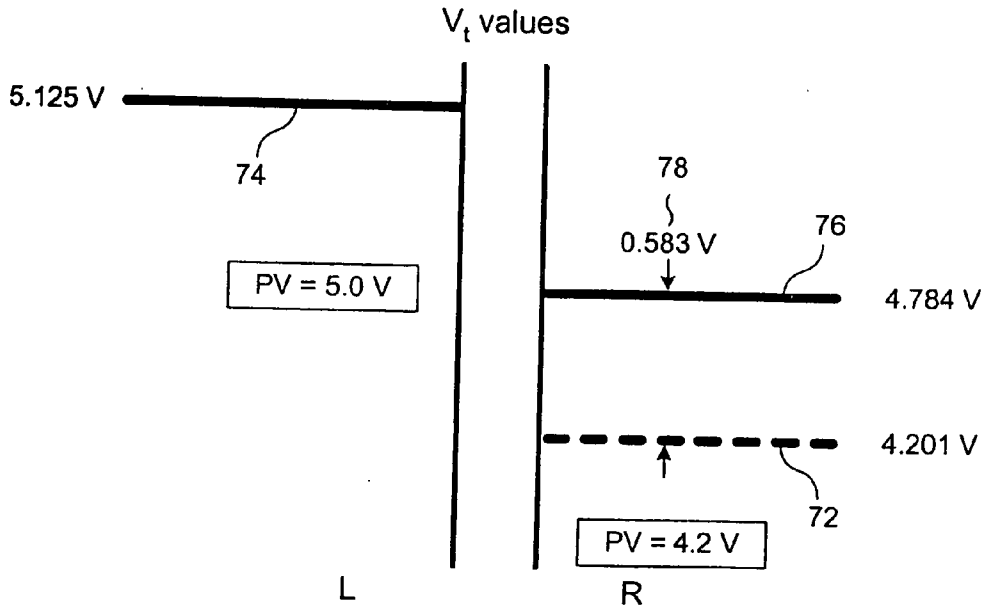 Vt values
5.125 V
74
78
0.583 V
76
PV = 5.0 V
4.784 V
4.201 V
72
PV = 4.2 V
L
R